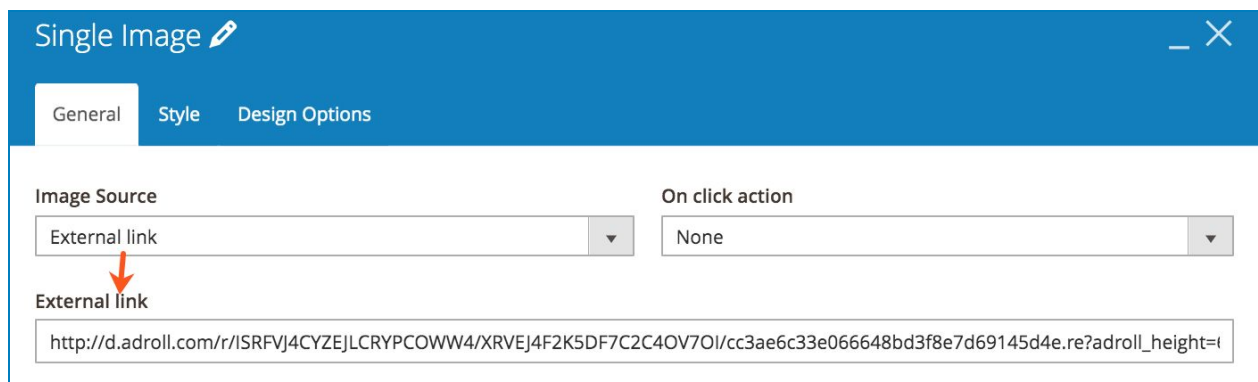 Single Image
General Style Design Options
Image Source On click action
External link None
External link
http://d.adroll.com/r/ISRFVJ4CYZEJLCRYPCOWW4/XRVEJ4F2K5DF7C2C4OV7OI/cc3ae6c33e066648bd3f8e7d69145d4e.re?adroll_height=